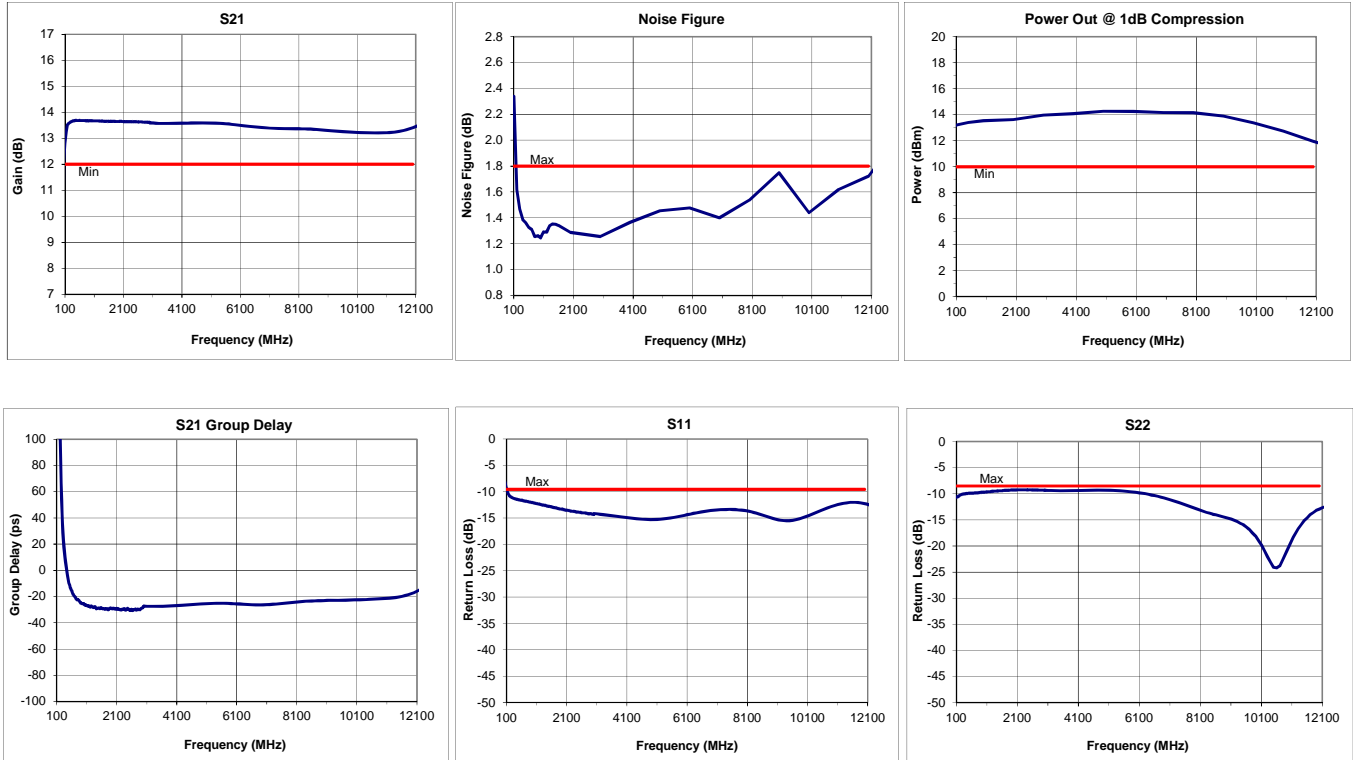 S21
17
16
15
14
13
12
11
10
9
8
7
Gain (dB)
Min
100 2100 4100 6100 8100 10100 12100
Frequency (MHz)
Noise Figure
2.8
2.6
2.4
2.2
2.0
1.8
1.6
1.4
1.2
1.0
0.8
Noise Figure (dB)
Max
100 2100 4100 6100 8100 10100 12100
Frequency (MHz)
Power Out @ 1dB Compression
20
18
16
14
12
10
8
6
4
2
0
Power (dBm)
Min
100 2100 4100 6100 8100 10100 12100
Frequency (MHz)
S21 Group Delay
100
80
60
40
20
0
-20
-40
-60
-80
-100
Group Delay (ps)
100 2100 4100 6100 8100 10100 12100
Frequency (MHz)
S11
0
-5
-10
-15
-20
-25
-30
-35
-40
-45
-50
Return Loss (dB)
Max
100 2100 4100 6100 8100 10100 12100
Frequency (MHz)
S22
0
-5
-10
-15
-20
-25
-30
-35
-40
-45
-50
Return Loss (dB)
Max
100 2100 4100 6100 8100 10100 12100
Frequency (MHz)